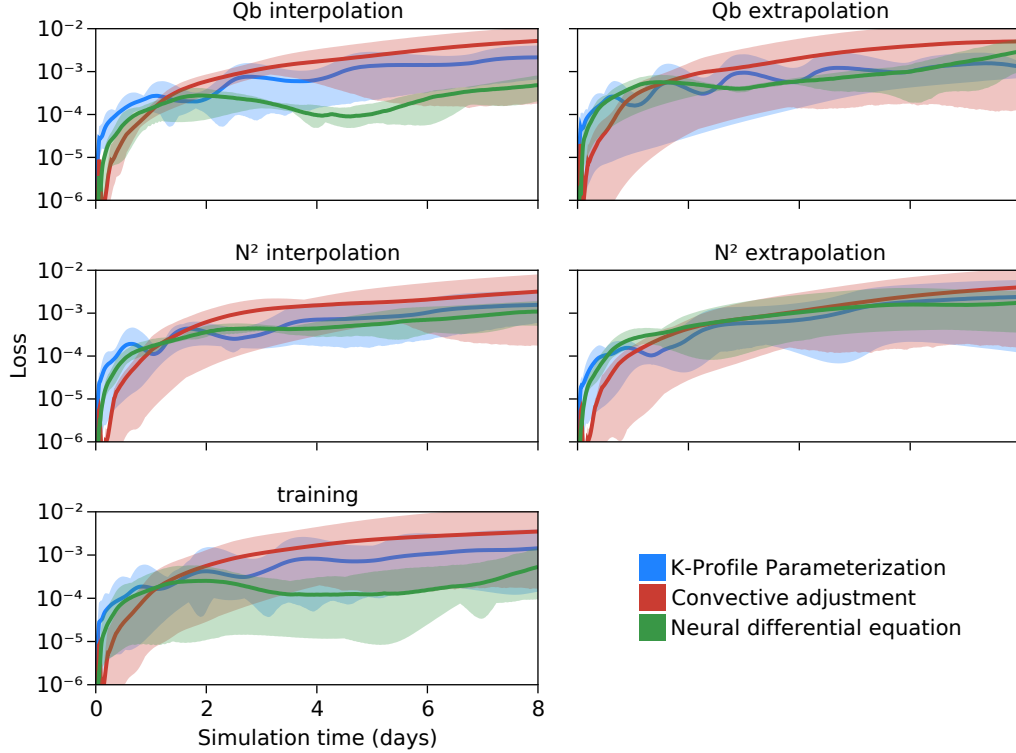 Qb interpolation
Qb extrapolation
10⁻²
10⁻³
10⁻⁴
10⁻⁵
10⁻⁶
N² interpolation
N² extrapolation
10⁻²
10⁻³
10⁻⁴
10⁻⁵
10⁻⁶
Loss
training
10⁻²
10⁻³
10⁻⁴
10⁻⁵
10⁻⁶
0 2 4 6 8
Simulation time (days)
K-Profile Parameterization
Convective adjustment
Neural differential equation